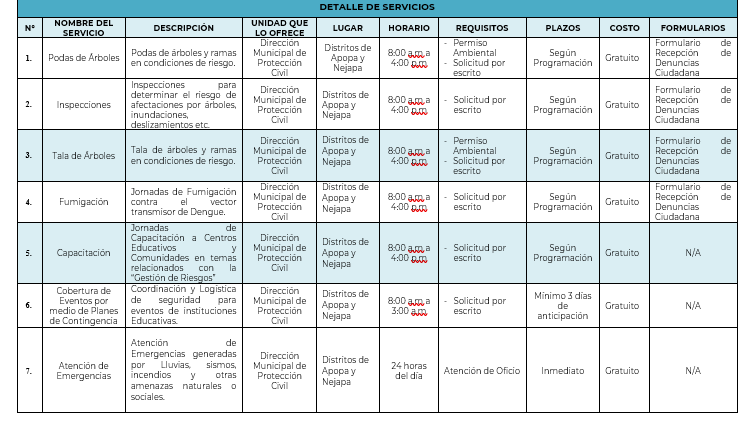 DETALLE DE SERVICIOS
N° NOMBRE DEL SERVICIO DESCRIPCIÓN UNIDAD QUE LO OFRECE LUGAR HORARIO REQUISITOS PLAZOS COSTO FORMULARIOS
1. Podas de Árboles Podas de árboles y ramas en condiciones de riesgo. Dirección Municipal de Protección Civil Distritos de Apopa y Nejapa 8:00 a.m.a 4:00 p.m. - Permiso Ambiental - Solicitud por escrito Según Programación Gratuito Formulario de Recepción de Denuncias Ciudadana
2. Inspecciones Inspecciones para determinar el riesgo de afectaciones por árboles, inundaciones, deslizamientos etc. Dirección Municipal de Protección Civil Distritos de Apopa y Nejapa 8:00 a.m.a 4:00 p.m. - Solicitud por escrito Según Programación Gratuito Formulario de Recepción de Denuncias Ciudadana
3. Tala de Árboles Tala de árboles y ramas en condiciones de riesgo. Dirección Municipal de Protección Civil Distritos de Apopa y Nejapa 8:00 a.m.a 4:00 p.m. - Permiso Ambiental - Solicitud por escrito Según Programación Gratuito Formulario de Recepción de Denuncias Ciudadana
4. Fumigación Jornadas de Fumigación contra el vector transmisor de Dengue. Dirección Municipal de Protección Civil Distritos de Apopa y Nejapa 8:00 a.m.a 4:00 p.m. - Solicitud por escrito Según Programación Gratuito Formulario de Recepción de Denuncias Ciudadana
5. Capacitación Jornadas de Capacitación a Centros Educativos y Comunidades en temas relacionados con la "Gestión de Riesgos" Dirección Municipal de Protección Civil Distritos de Apopa y Nejapa 8:00 a.m.a 4:00 p.m. - Solicitud por escrito Según Programación Gratuito N/A
6. Cobertura de Eventos por medio de Planes de Contingencia Coordinación y Logística de seguridad para eventos de instituciones Educativas. Dirección Municipal de Protección Civil Distritos de Apopa y Nejapa 8:00 a.m.a 3:00 a.m. - Solicitud por escrito Mínimo 3 días de anticipación Gratuito N/A
7. Atención de Emergencias Atención de Emergencias generadas por Lluvias, sismos, incendios y otras amenazas naturales o sociales. Dirección Municipal de Protección Civil Distritos de Apopa y Nejapa 24 horas del día Atención de Oficio Inmediato Gratuito N/A